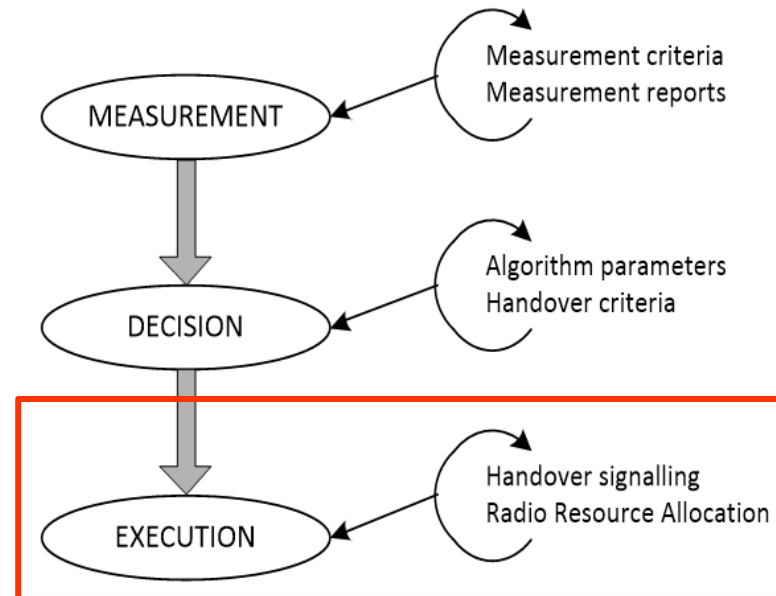 MEASUREMENT
Measurement criteria
Measurement reports
DECISION
Algorithm parameters
Handover criteria
EXECUTION
Handover signalling
Radio Resource Allocation